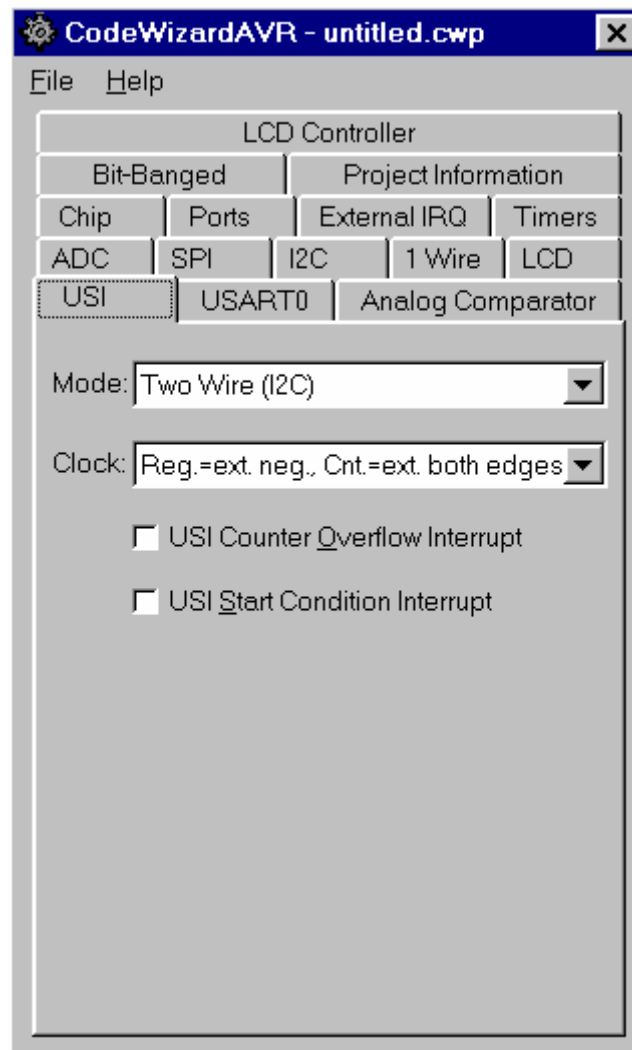 CodeWizardAVR - untitled.cwp
File Help
LCD Controller
Bit-Banged Project Information
Chip Ports External IRQ Timers
ADC SPI I2C 1 Wire LCD
USI USART0 Analog Comparator
Mode: Two Wire (I2C)
Clock: Reg.=ext. neg., Cnt.=ext. both edges
USI Counter Overflow Interrupt
USI Start Condition Interrupt